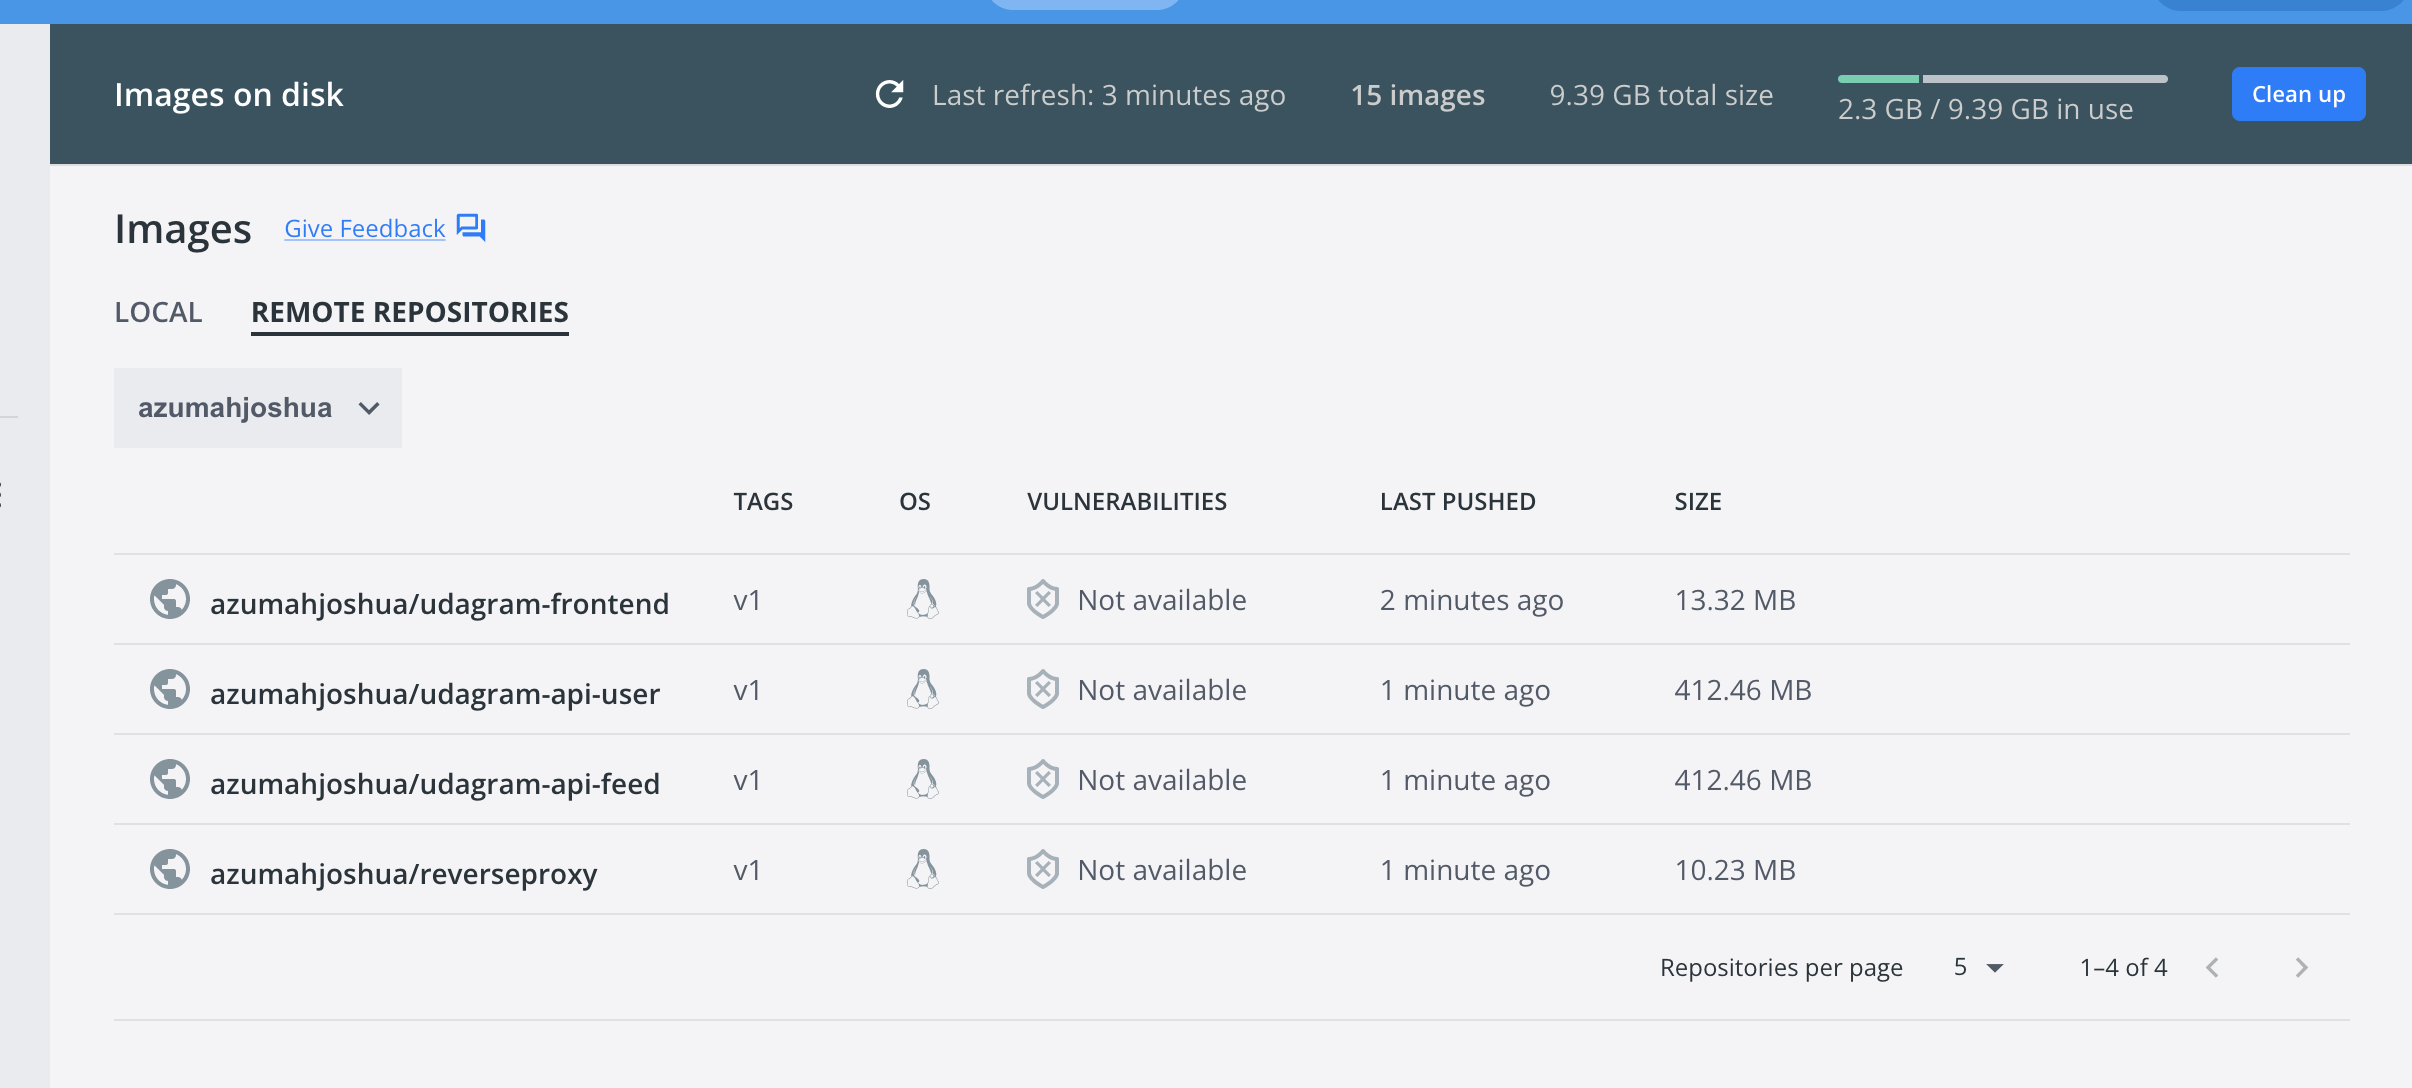 Images on disk
Last refresh: 3 minutes ago
15 images
9.39 GB total size
2.3 GB / 9.39 GB in use
Clean up
Images
Give Feedback
LOCAL
REMOTE REPOSITORIES
azumahjoshua
TAGS OS VULNERABILITIES LAST PUSHED SIZE
azumahjoshua/udagram-frontend v1 Not available 2 minutes ago 13.32 MB
azumahjoshua/udagram-api-user v1 Not available 1 minute ago 412.46 MB
azumahjoshua/udagram-api-feed v1 Not available 1 minute ago 412.46 MB
azumahjoshua/reverseproxy v1 Not available 1 minute ago 10.23 MB
Repositories per page 5 1–4 of 4